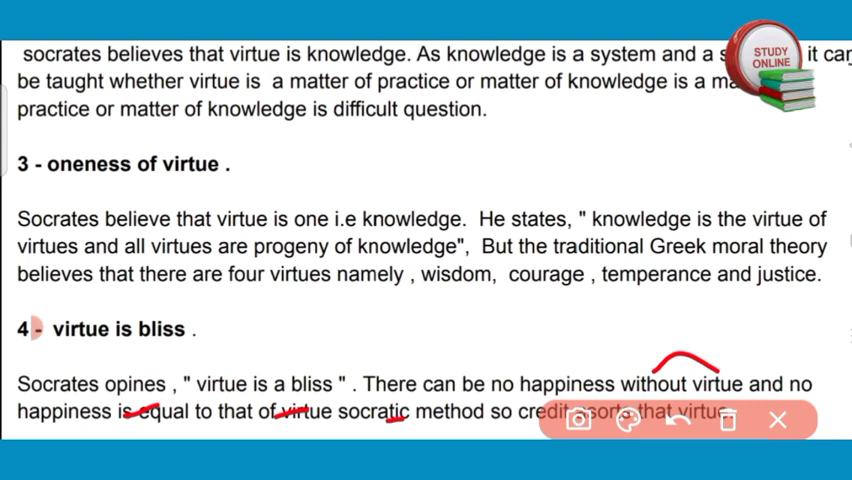 socrates believes that virtue is knowledge. As knowledge is a system and a it can
STUDY
ONLINE
be taught whether virtue is a matter of practice or matter of knowledge is a
practice or matter of knowledge is difficult question.
3 - oneness of virtue .
Socrates believe that virtue is one i.e knowledge. He states, " knowledge is the virtue of
virtues and all virtues are progeny of knowledge", But the traditional Greek moral theory
believes that there are four virtues namely , wisdom, courage , temperance and justice.
4 - virtue is bliss .
Socrates opines , " virtue is a bliss " . There can be no happiness without virtue and no
happiness is equal to that of virtue socratic method so credit that virtue